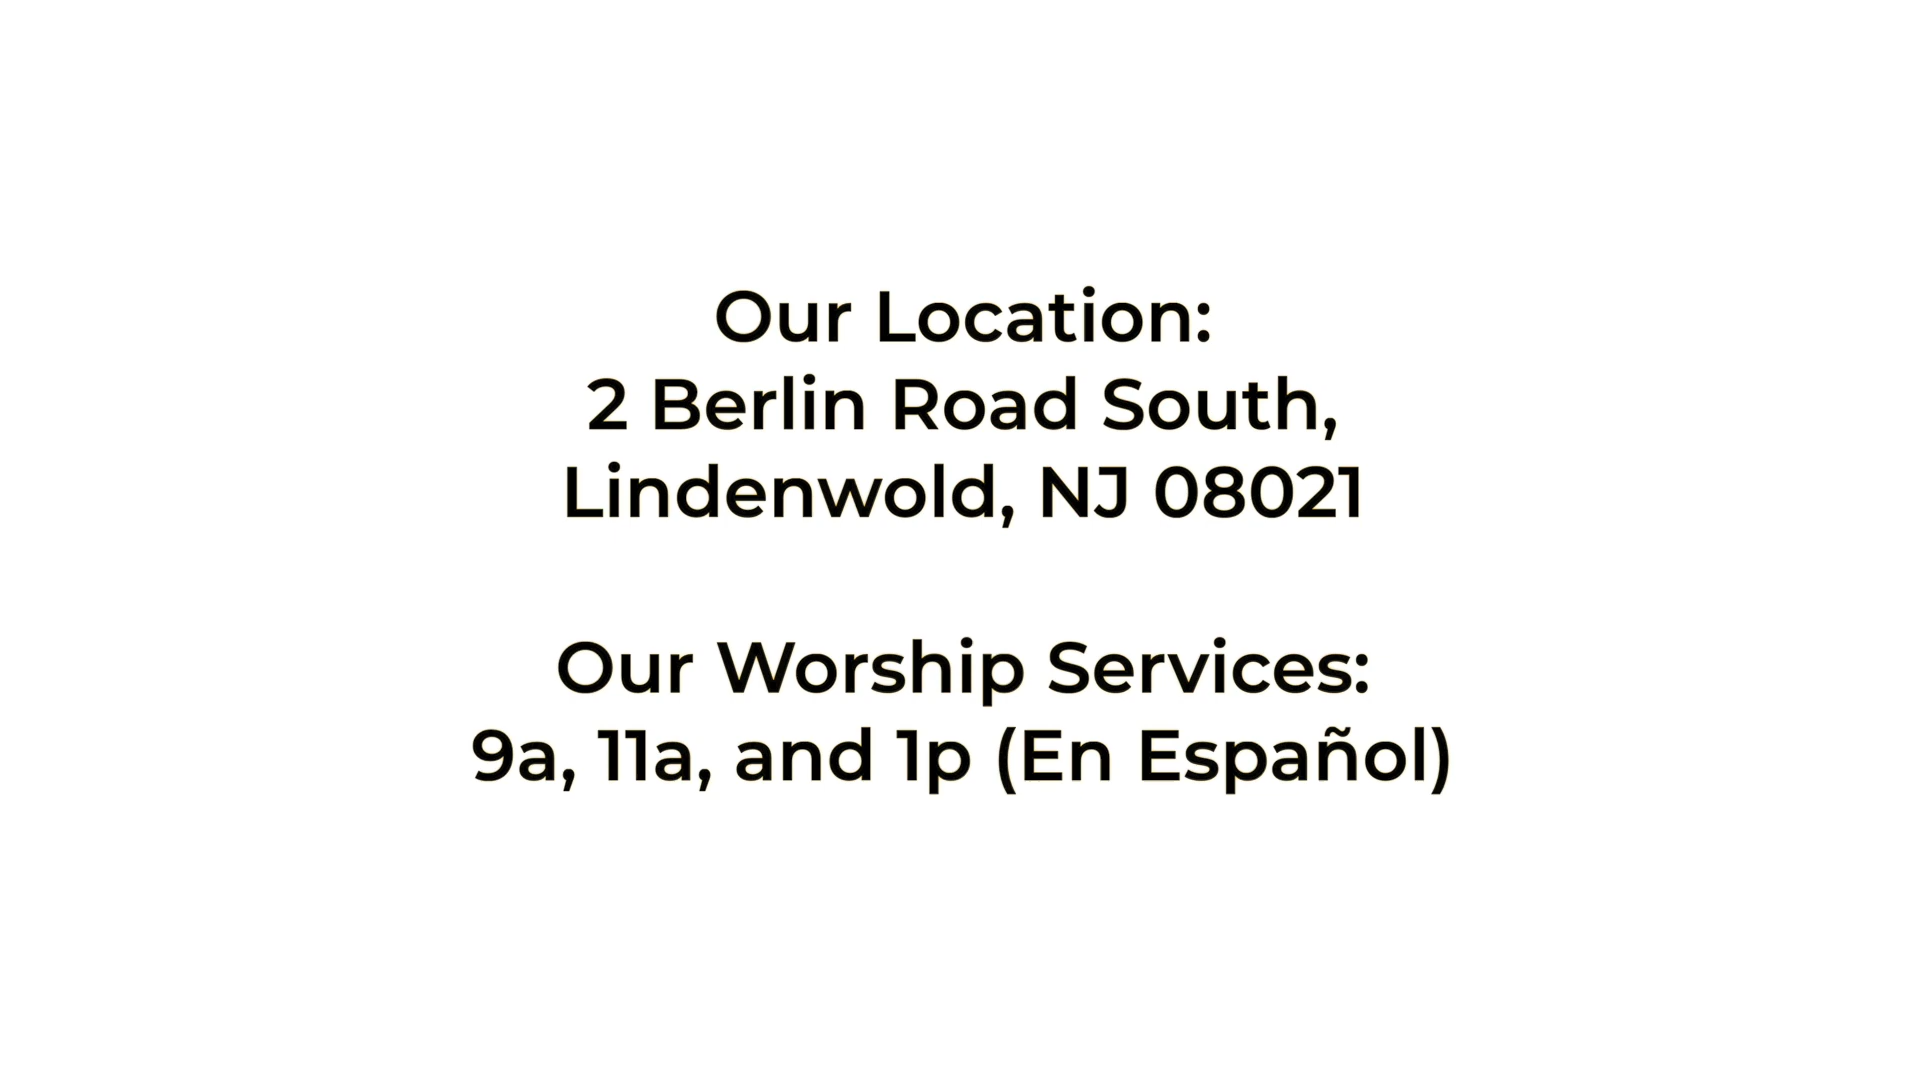 Our Location:
2 Berlin Road South,
Lindenwold, NJ 08021
Our Worship Services:
9a, 11a, and 1p (En Español)